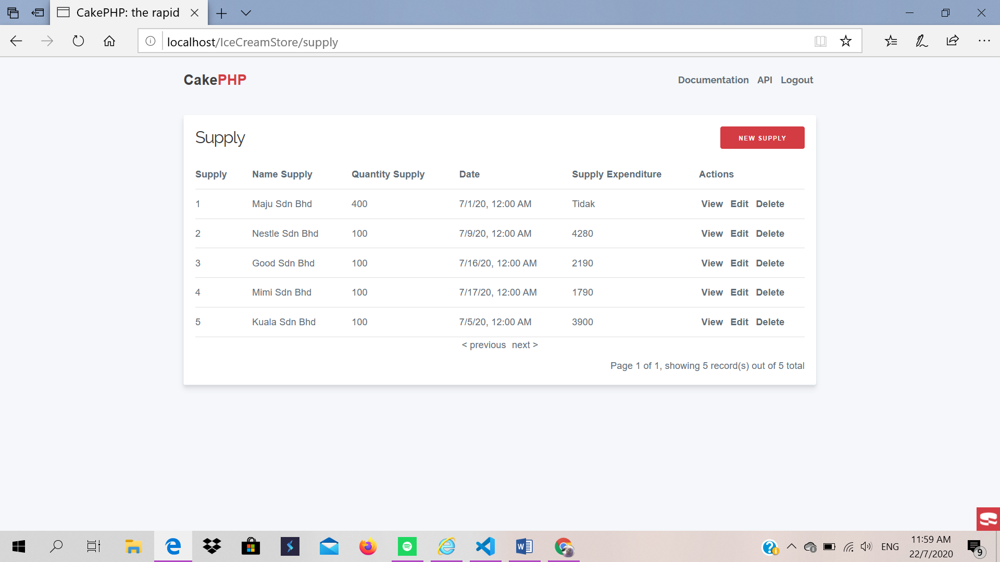 CakePHP: the rapid
localhost/IceCreamStore/supply
CakePHP Documentation API Logout
Supply NEW SUPPLY
Supply Name Supply Quantity Supply Date Supply Expenditure Actions
1 Maju Sdn Bhd 400 7/1/20, 12:00 AM Tidak View Edit Delete
2 Nestle Sdn Bhd 100 7/9/20, 12:00 AM 4280 View Edit Delete
3 Good Sdn Bhd 100 7/16/20, 12:00 AM 2190 View Edit Delete
4 Mimi Sdn Bhd 100 7/17/20, 12:00 AM 1790 View Edit Delete
5 Kuala Sdn Bhd 100 7/5/20, 12:00 AM 3900 View Edit Delete
< previous next >
Page 1 of 1, showing 5 record(s) out of 5 total
ENG
11:59 AM
22/7/2020
9